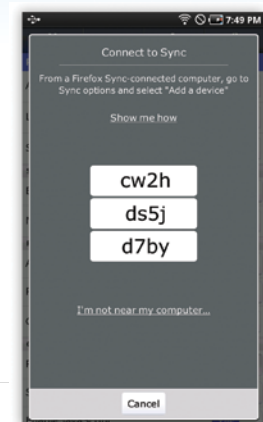 7:49 PM
Connect to Sync
From a Firefox Sync-connected computer, go to
Sync options and select "Add a device"
Show me how
cw2h
ds5j
d7by
I'm not near my computer...
Cancel